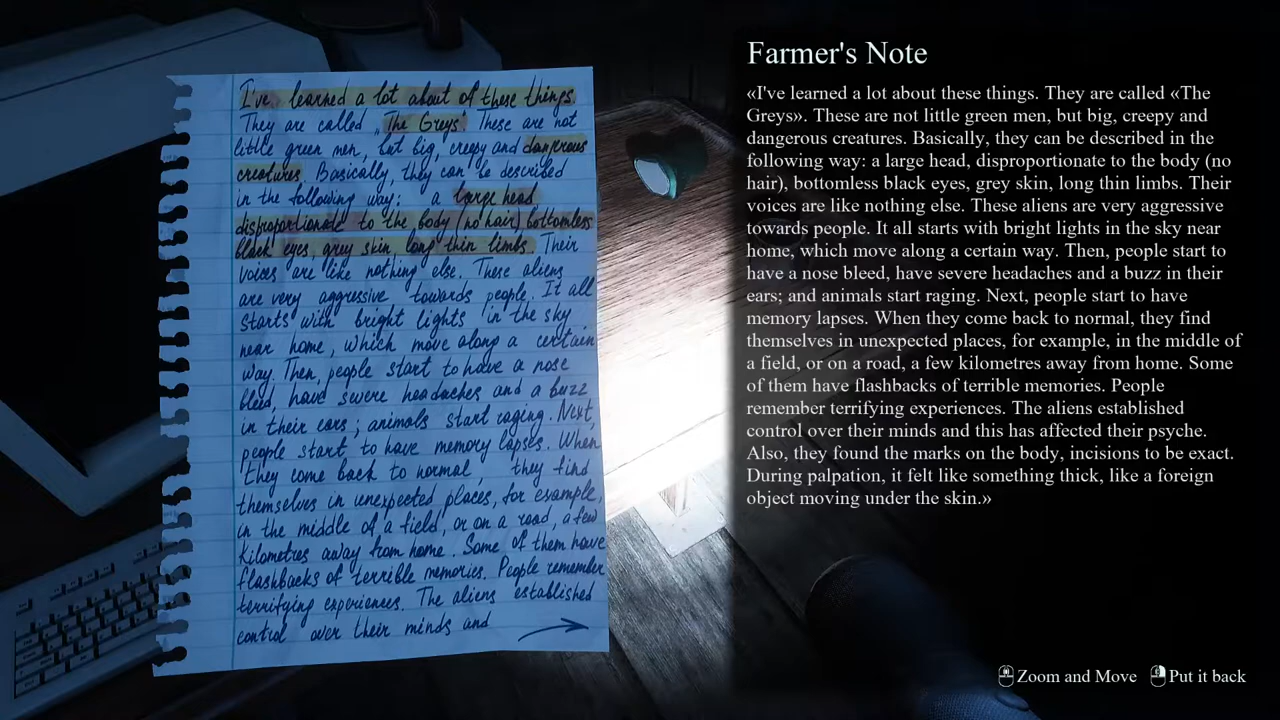 I've learned a lot about of these things.
They are called „The Greys". These are not
little green men, but big, creepy and dangerous
creatures. Basically, they can be described
in the following way: a large head
disproportionate to the body (no hair) bottomless
black eyes, grey skin, long thin limbs. Their
voices are like nothing else. These aliens
are very aggressive towards people. It all
starts with bright lights in the sky
near home, which move along a certain
way. Then, people start to have a nose
bleed, have severe headaches and a buzz
in their ears; animals start raging. Next,
people start to have memory lapses. When
they come back to normal, they find
themselves in unexpected places, for example,
in the middle of a field, or on a road, a few
kilometres away from home. Some of them have
flashbacks of terrible memories. People remember
terrifying experiences. The aliens established
control over their minds and
Farmer's Note
«I've learned a lot about these things. They are called «The
Greys». These are not little green men, but big, creepy and
dangerous creatures. Basically, they can be described in the
following way: a large head, disproportionate to the body (no
hair), bottomless black eyes, grey skin, long thin limbs. Their
voices are like nothing else. These aliens are very aggressive
towards people. It all starts with bright lights in the sky near
home, which move along a certain way. Then, people start to
have a nose bleed, have severe headaches and a buzz in their
ears; and animals start raging. Next, people start to have
memory lapses. When they come back to normal, they find
themselves in unexpected places, for example, in the middle of
a field, or on a road, a few kilometres away from home. Some
of them have flashbacks of terrible memories. People
remember terrifying experiences. The aliens established
control over their minds and this has affected their psyche.
Also, they found the marks on the body, incisions to be exact.
During palpation, it felt like something thick, like a foreign
object moving under the skin.»
Zoom and Move Put it back